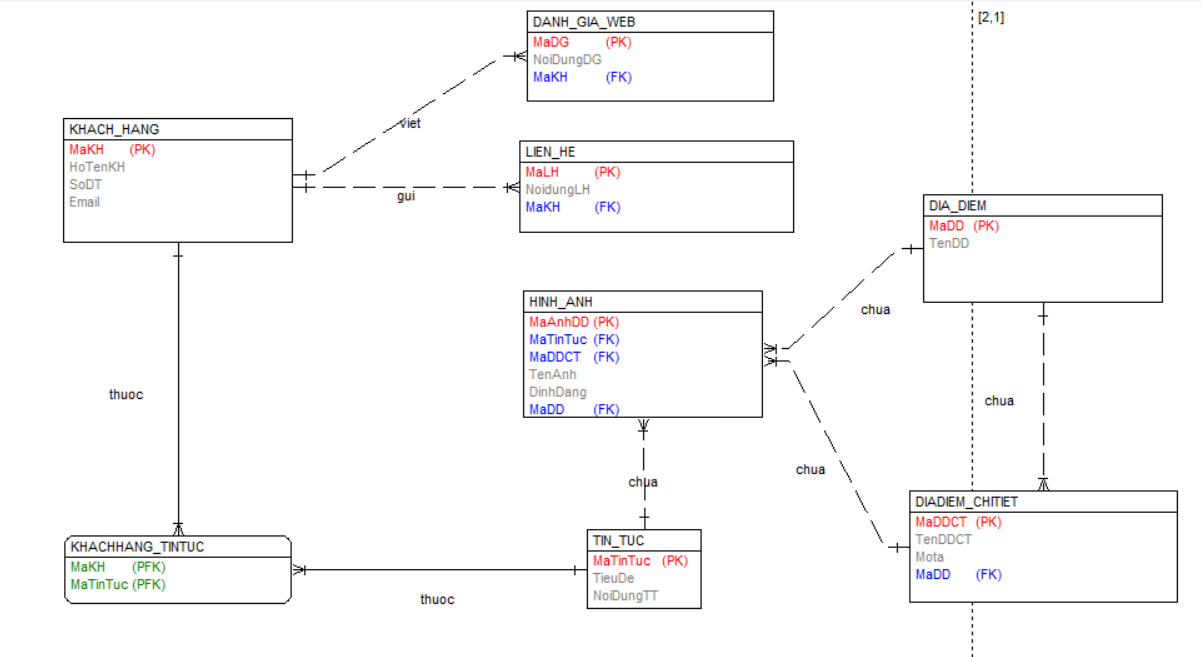 [2,1]
DANH_GIA_WEB
MaDG (PK)
NoiDungDG
MaKH (FK)
viet
KHACH_HANG
MaKH (PK)
HoTenKH
SoDT
Email
LIEN_HE
MaLH (PK)
NoidungLH
MaKH (FK)
gui
DIA_DIEM
MaDD (PK)
TenDD
HINH_ANH
MaAnhDD (PK)
MaTinTuc (FK)
MaDDCT (FK)
TenAnh
DinhDang
MaDD (FK)
chua
thuoc
chua
chua
chua
DIADIEM_CHITIET
MaDDCT (PK)
TenDDCT
Mota
MaDD (FK)
KHACHHANG_TINTUC
MaKH (PFK)
MaTinTuc (PFK)
TIN_TUC
MaTinTuc (PK)
TieuDe
NoiDungTT
thuoc